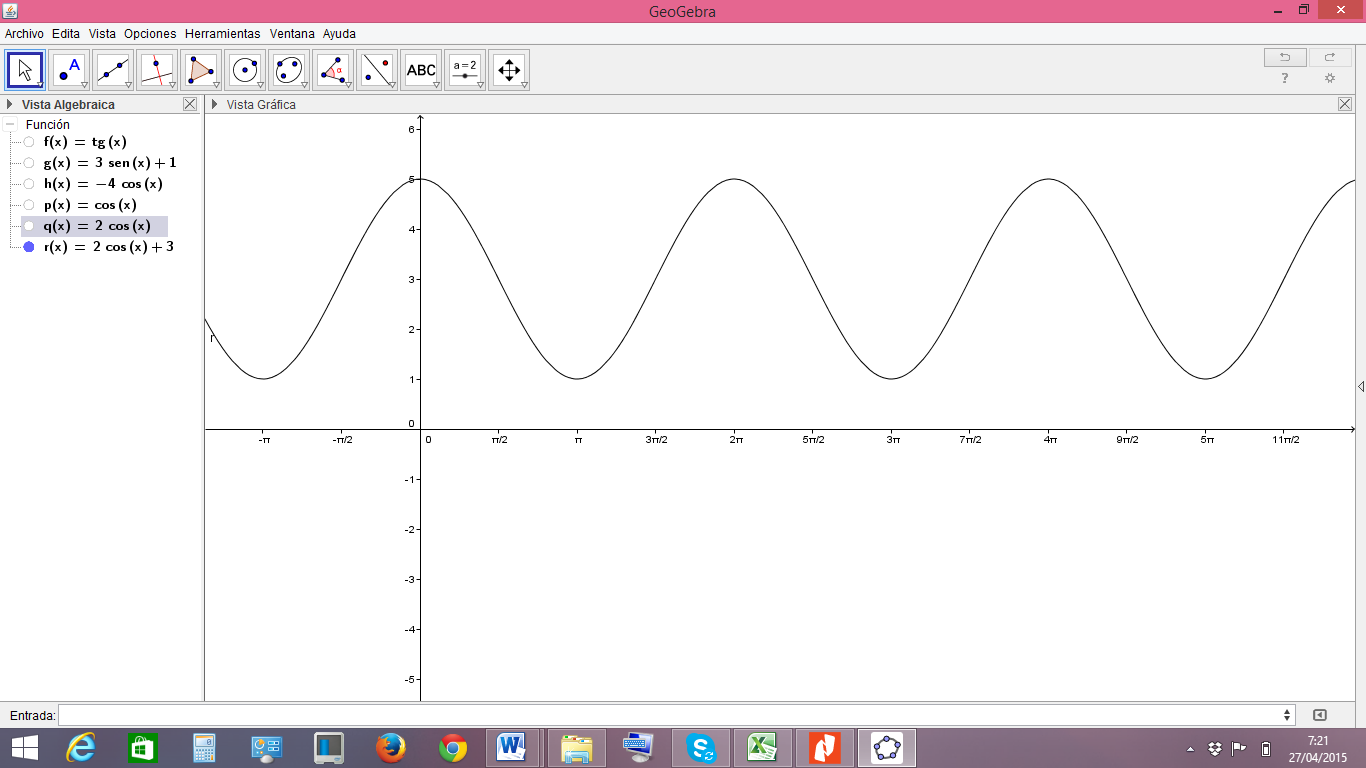 GeoGebra
Archivo Edita Vista Opciones Herramientas Ventana Ayuda
A ABC a = 2 α
Vista Algebraica
Vista Gráfica
Función
f(x) = tg (x)
g(x) = 3 sen (x) + 1
h(x) = −4 cos (x)
p(x) = cos (x)
q(x) = 2 cos (x)
r(x) = 2 cos (x) + 3
6
5
4
3
2
1
0
-1
-2
-3
-4
-5
r
-π -π/2 0 π/2 π 3π/2 2π 5π/2 3π 7π/2 4π 9π/2 5π 11π/2
Entrada:
7:21
27/04/2015